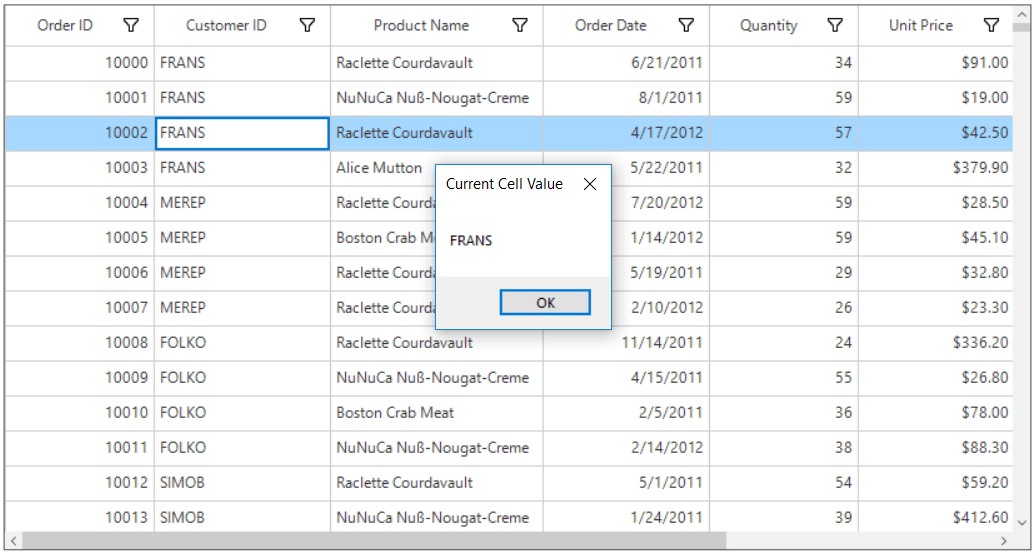 Order ID Customer ID Product Name Order Date Quantity Unit Price
10000 FRANS Raclette Courdavault 6/21/2011 34 $91.00
10001 FRANS NuNuCa Nuß-Nougat-Creme 8/1/2011 59 $19.00
10002 FRANS Raclette Courdavault 4/17/2012 57 $42.50
10003 FRANS Alice Mutton 5/22/2011 32 $379.90
Current Cell Value
10004 MEREP Raclette Courda 7/20/2012 59 $28.50
10005 MEREP Boston Crab M 1/14/2012 59 $45.10
FRANS
10006 MEREP Raclette Courda 5/19/2011 29 $32.80
10007 MEREP Raclette Courda 2/10/2012 26 $23.30
OK
10008 FOLKO Raclette Courdavault 11/14/2011 24 $336.20
10009 FOLKO NuNuCa Nuß-Nougat-Creme 4/15/2011 55 $26.80
10010 FOLKO Boston Crab Meat 2/5/2011 36 $78.00
10011 FOLKO NuNuCa Nuß-Nougat-Creme 2/14/2012 38 $88.30
10012 SIMOB Raclette Courdavault 5/1/2011 54 $59.20
10013 SIMOB NuNuCa Nuß-Nougat-Creme 1/24/2011 39 $412.60